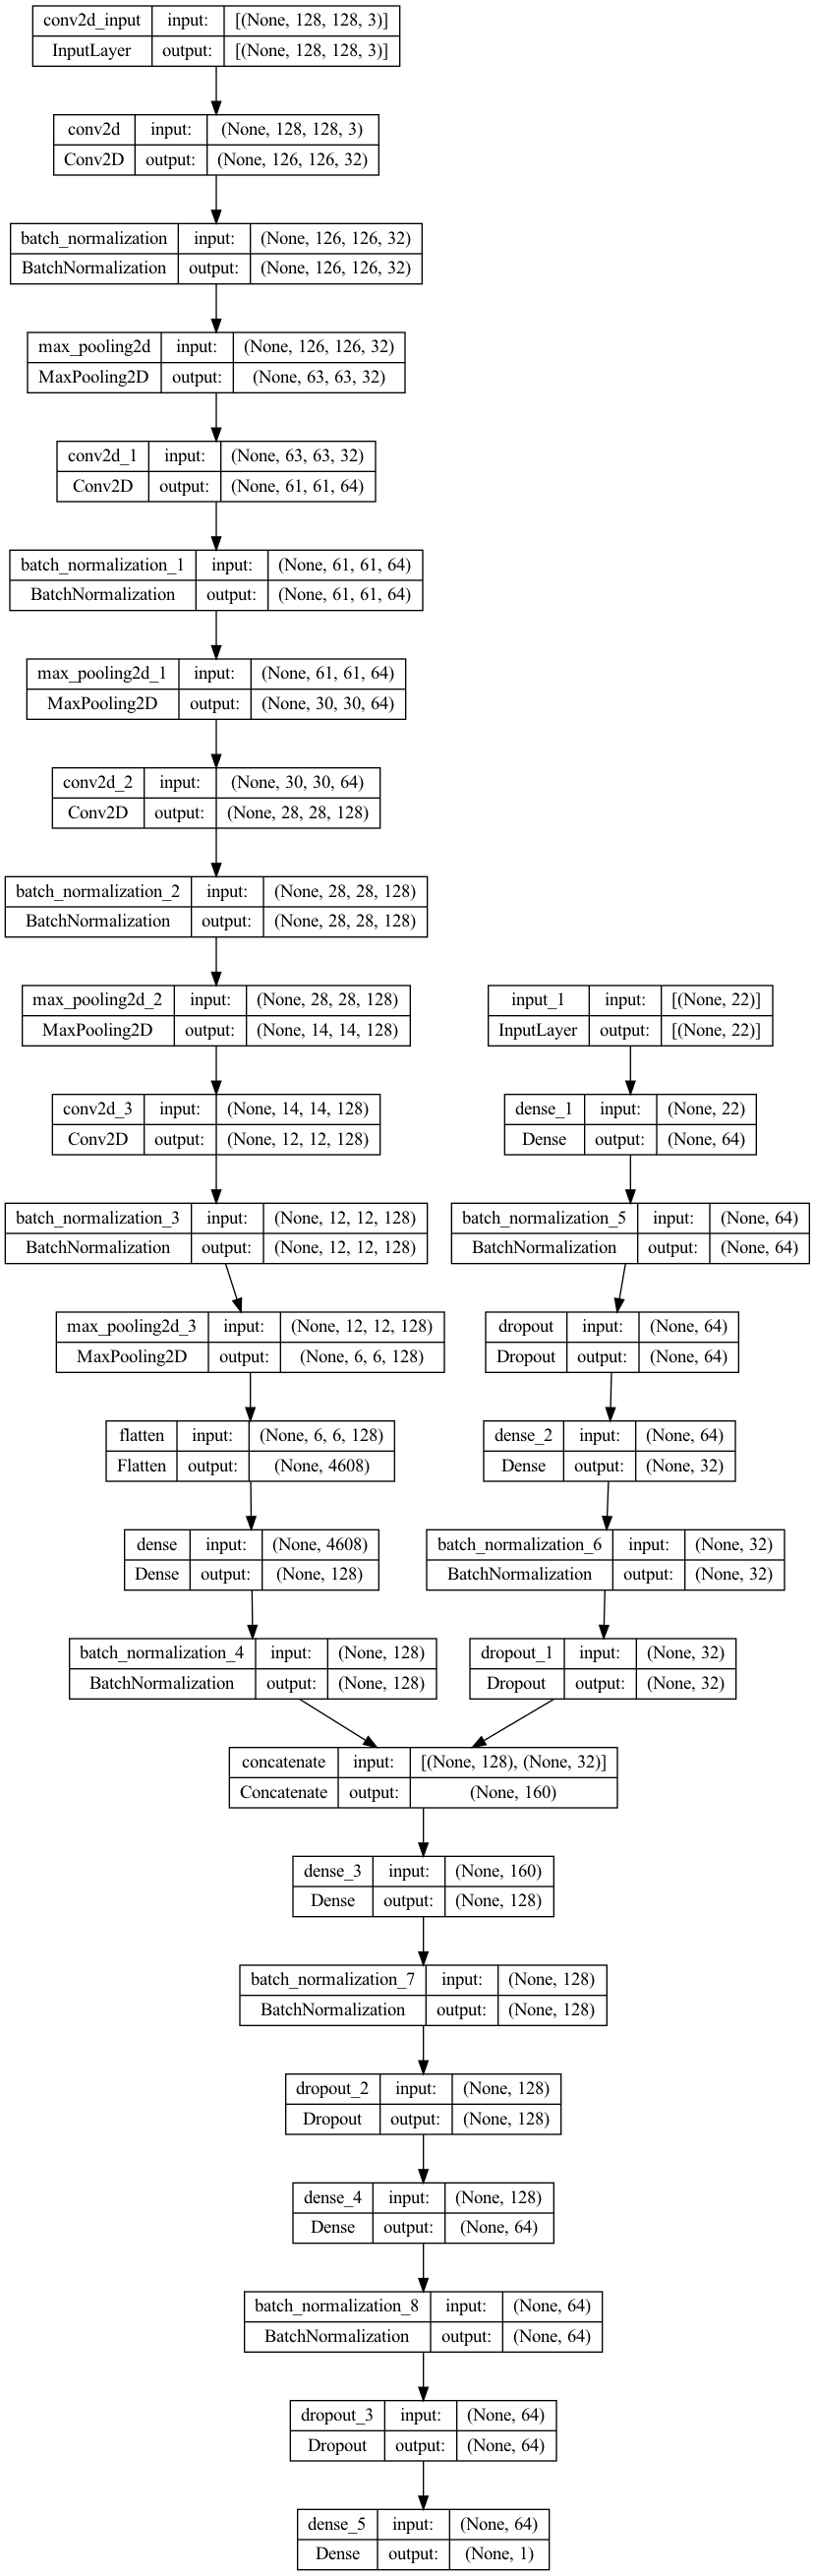 conv2d_input input: [(None, 128, 128, 3)]
InputLayer output: [(None, 128, 128, 3)]
conv2d input: (None, 128, 128, 3)
Conv2D output: (None, 126, 126, 32)
batch_normalization input: (None, 126, 126, 32)
BatchNormalization output: (None, 126, 126, 32)
max_pooling2d input: (None, 126, 126, 32)
MaxPooling2D output: (None, 63, 63, 32)
conv2d_1 input: (None, 63, 63, 32)
Conv2D output: (None, 61, 61, 64)
batch_normalization_1 input: (None, 61, 61, 64)
BatchNormalization output: (None, 61, 61, 64)
max_pooling2d_1 input: (None, 61, 61, 64)
MaxPooling2D output: (None, 30, 30, 64)
conv2d_2 input: (None, 30, 30, 64)
Conv2D output: (None, 28, 28, 128)
batch_normalization_2 input: (None, 28, 28, 128)
BatchNormalization output: (None, 28, 28, 128)
max_pooling2d_2 input: (None, 28, 28, 128)
MaxPooling2D output: (None, 14, 14, 128)
input_1 input: [(None, 22)]
InputLayer output: [(None, 22)]
conv2d_3 input: (None, 14, 14, 128)
Conv2D output: (None, 12, 12, 128)
dense_1 input: (None, 22)
Dense output: (None, 64)
batch_normalization_3 input: (None, 12, 12, 128)
BatchNormalization output: (None, 12, 12, 128)
batch_normalization_5 input: (None, 64)
BatchNormalization output: (None, 64)
max_pooling2d_3 input: (None, 12, 12, 128)
MaxPooling2D output: (None, 6, 6, 128)
dropout input: (None, 64)
Dropout output: (None, 64)
flatten input: (None, 6, 6, 128)
Flatten output: (None, 4608)
dense_2 input: (None, 64)
Dense output: (None, 32)
dense input: (None, 4608)
Dense output: (None, 128)
batch_normalization_6 input: (None, 32)
BatchNormalization output: (None, 32)
batch_normalization_4 input: (None, 128)
BatchNormalization output: (None, 128)
dropout_1 input: (None, 32)
Dropout output: (None, 32)
concatenate input: [(None, 128), (None, 32)]
Concatenate output: (None, 160)
dense_3 input: (None, 160)
Dense output: (None, 128)
batch_normalization_7 input: (None, 128)
BatchNormalization output: (None, 128)
dropout_2 input: (None, 128)
Dropout output: (None, 128)
dense_4 input: (None, 128)
Dense output: (None, 64)
batch_normalization_8 input: (None, 64)
BatchNormalization output: (None, 64)
dropout_3 input: (None, 64)
Dropout output: (None, 64)
dense_5 input: (None, 64)
Dense output: (None, 1)